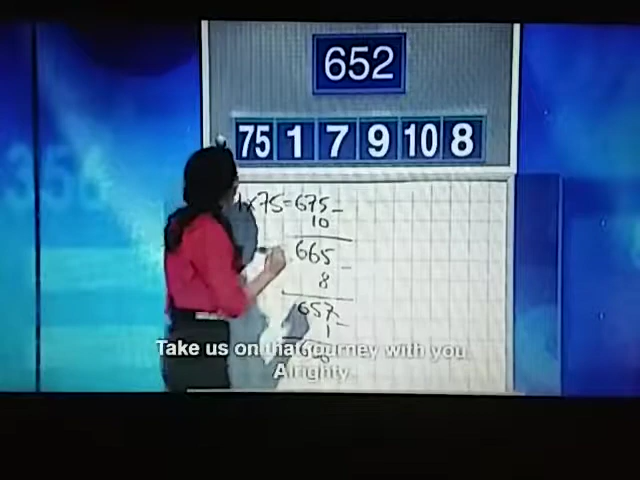 652
75 1 7 9 10 8
x75=675-
10
665
-
8
657
1-
Take us on that journey with you.
Alrighty.